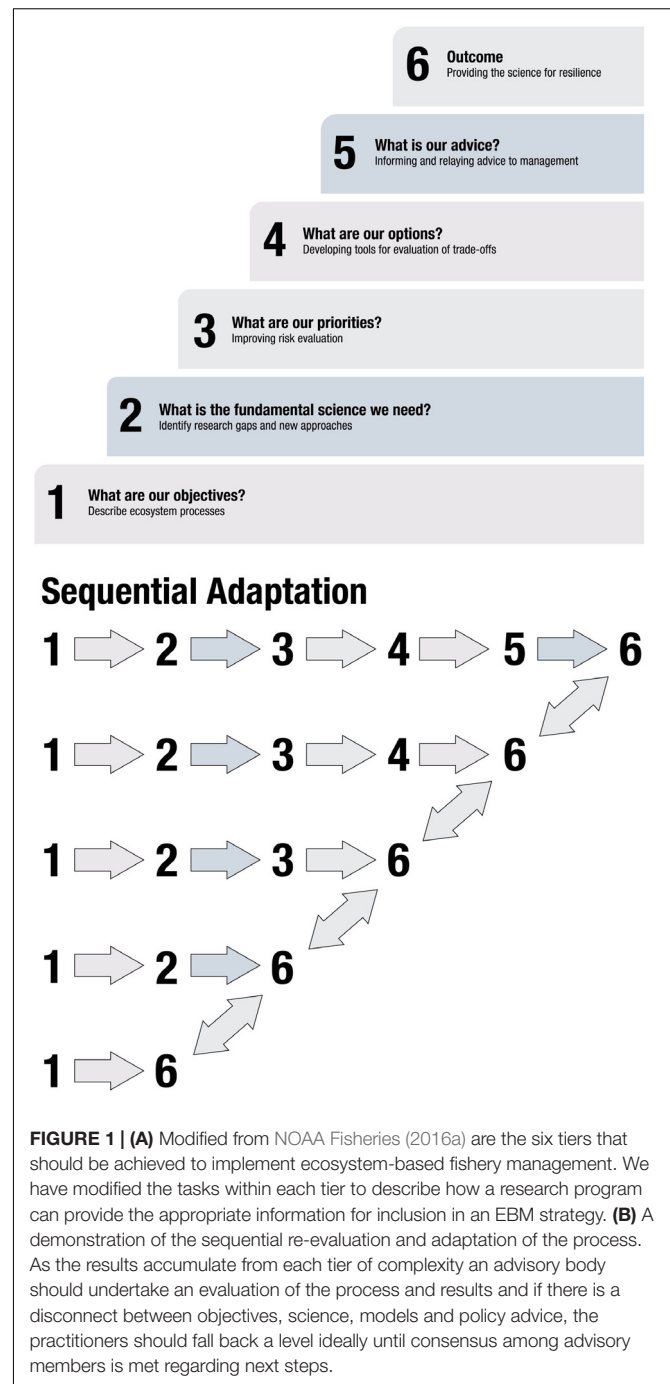 6 Outcome
Providing the science for resilience
5 What is our advice?
Informing and relaying advice to management
4 What are our options?
Developing tools for evaluation of trade-offs
3 What are our priorities?
Improving risk evaluation
2 What is the fundamental science we need?
Identify research gaps and new approaches
1 What are our objectives?
Describe ecosystem processes
Sequential Adaptation
1 2 3 4 5 6
1 2 3 4 6
1 2 3 6
1 2 6
1 6
FIGURE 1 | (A) Modified from NOAA Fisheries (2016a) are the six tiers that
should be achieved to implement ecosystem-based fishery management. We
have modified the tasks within each tier to describe how a research program
can provide the appropriate information for inclusion in an EBM strategy. (B) A
demonstration of the sequential re-evaluation and adaptation of the process.
As the results accumulate from each tier of complexity an advisory body
should undertake an evaluation of the process and results and if there is a
disconnect between objectives, science, models and policy advice, the
practitioners should fall back a level ideally until consensus among advisory
members is met regarding next steps.